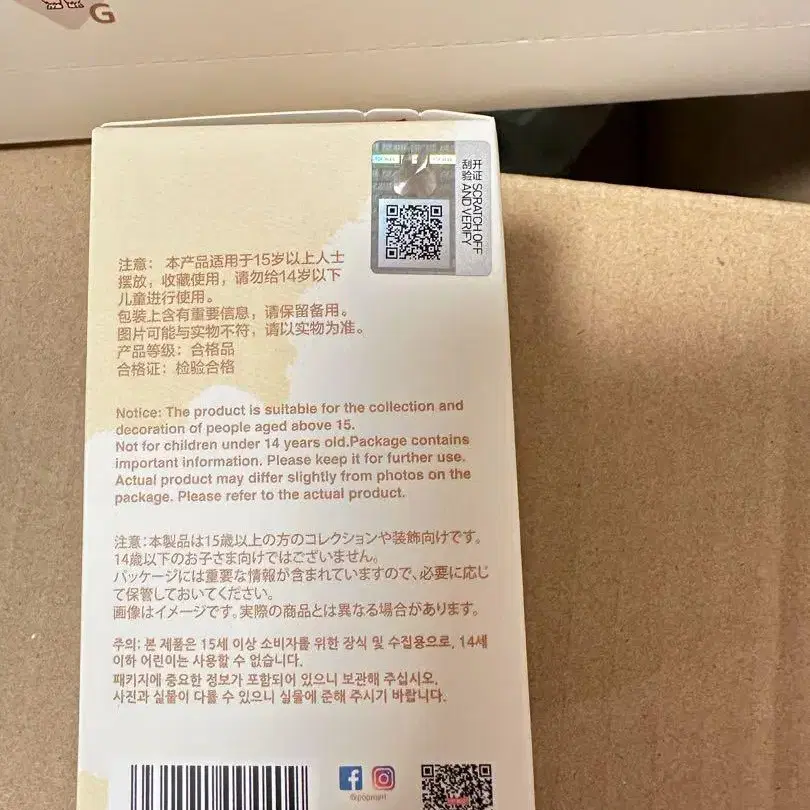 G
刮开
验证
SCRATCH OFF
AND VERIFY
注意： 本产品适用于15岁以上人士
摆放，收藏使用，请勿给14岁以下
儿童进行使用。
包装上含有重要信息，请保留备用。
图片可能与实物不符，请以实物为准。
产品等级：合格品
合格证：检验合格
Notice: The product is suitable for the collection and
decoration of people aged above 15.
Not for children under 14 years old.Package contains
important information. Please keep it for further use.
Actual product may differ slightly from photos on the
package. Please refer to the actual product.
注意:本製品は15歳以上の方のコレクションや装飾向けです。
14歳以下のお子さま向けではございません。
パッケージには重要な情報が含まれていますので、必要に応じ
て保管しておいてください。
画像はイメージです。実際の商品とは異なる場合があります。
주의: 본 제품은 15세 이상 소비자를 위한 장식 및 수집용으로, 14세
이하 어린이는 사용할 수 없습니다.
패키지에 중요한 정보가 포함되어 있으니 보관해 주십시오.
사진과 실물이 다를 수 있으니 실물에 준해 주시기 바랍니다.
@popmart